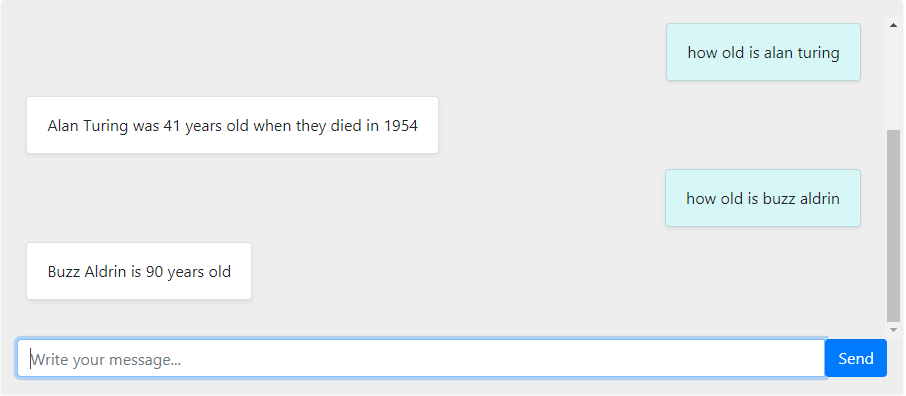 how old is alan turing
Alan Turing was 41 years old when they died in 1954
how old is buzz aldrin
Buzz Aldrin is 90 years old
Write your message...
Send